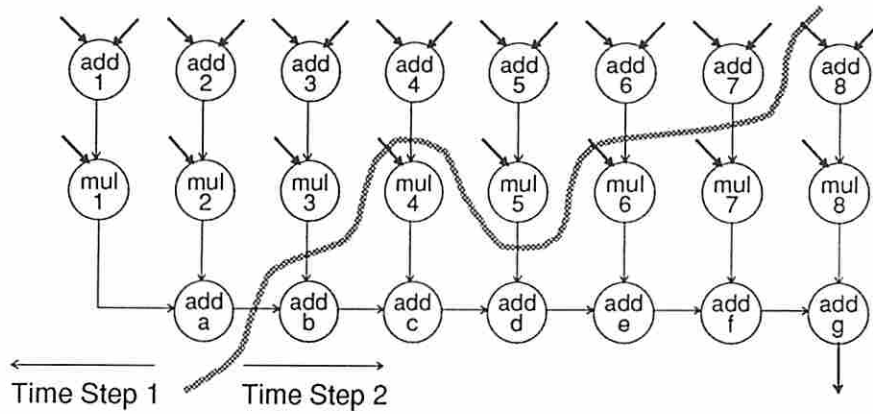 add add add add add add add add
1 2 3 4 5 6 7 8
mul mul mul mul mul mul mul mul
1 2 3 4 5 6 7 8
add add add add add add add
a b c d e f g
Time Step 1 Time Step 2